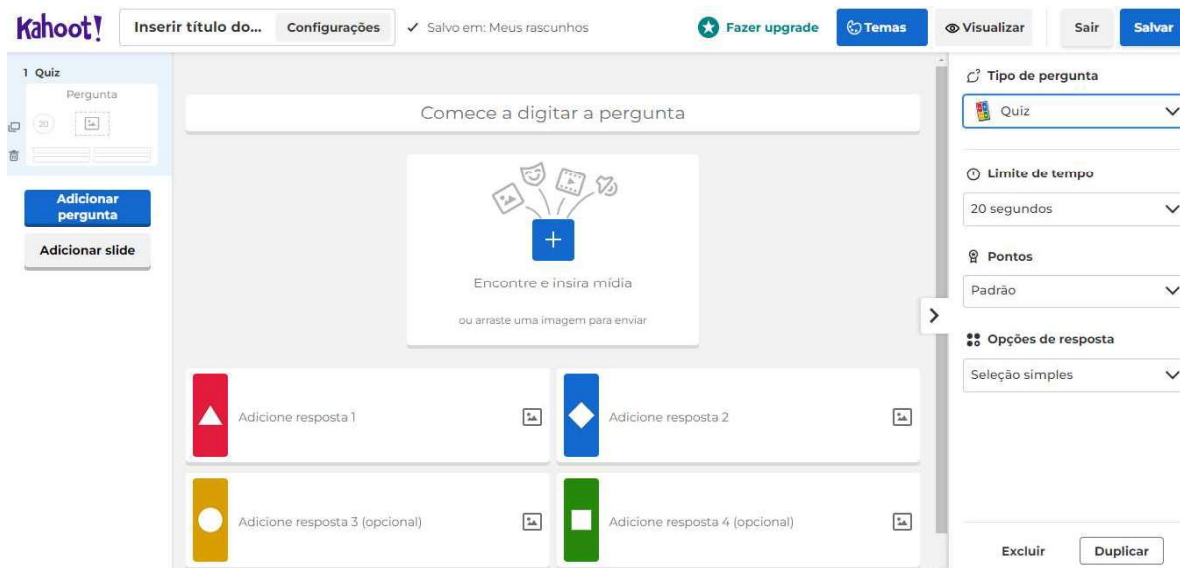 Kahoot! Inserir título do... Configurações Salvo em: Meus rascunhos Fazer upgrade Temas Visualizar Sair Salvar
1 Quiz
Pergunta
20
Adicionar
pergunta
Adicionar slide
Comece a digitar a pergunta
Encontre e insira mídia
ou arraste uma imagem para enviar
Adicione resposta 1
Adicione resposta 2
Adicione resposta 3 (opcional)
Adicione resposta 4 (opcional)
Tipo de pergunta
Quiz
Limite de tempo
20 segundos
Pontos
Padrão
Opções de resposta
Seleção simples
Excluir Duplicar